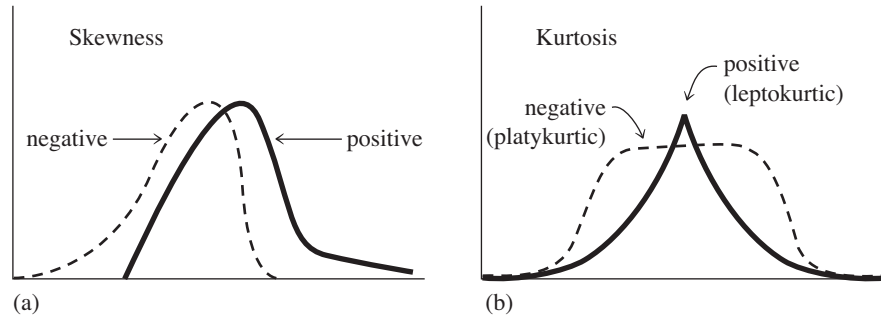 Skewness
negative
positive
(a)
Kurtosis
positive
(leptokurtic)
negative
(platykurtic)
(b)